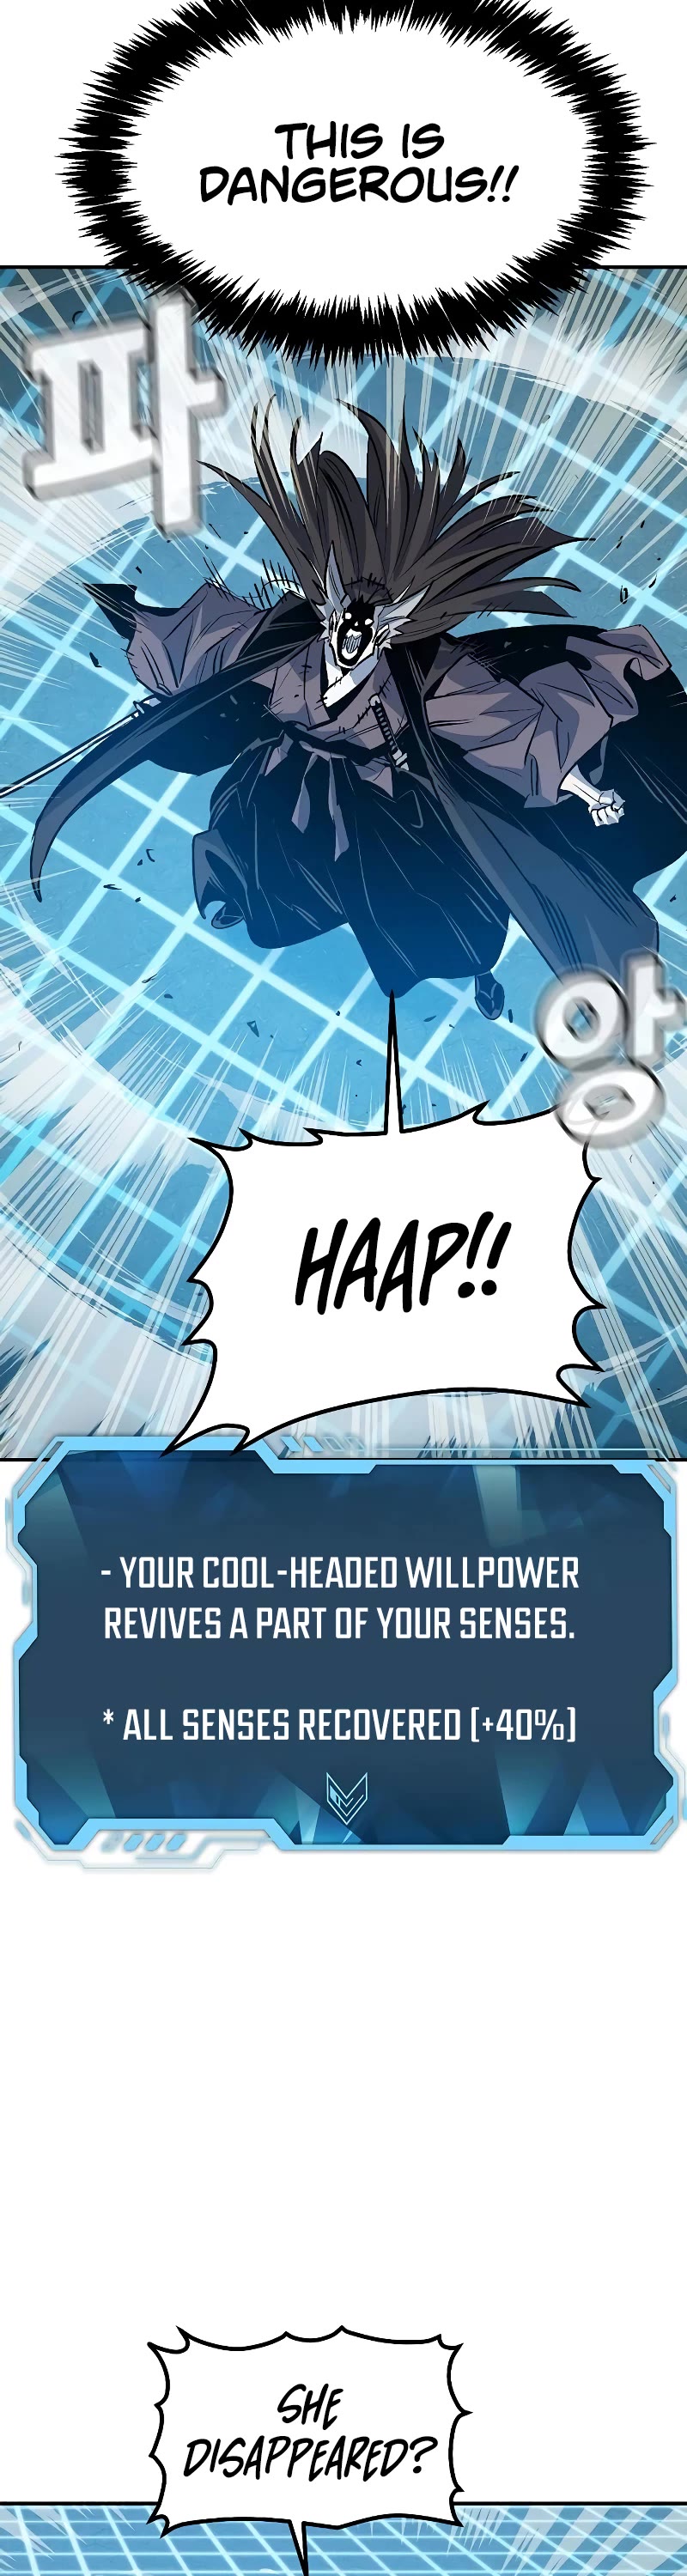 THIS IS
DANGEROUS!!
파
앙
HAAP!!
- YOUR COOL-HEADED WILLPOWER
REVIVES A PART OF YOUR SENSES.
* ALL SENSES RECOVERED [+40%]
SHE
DISAPPEARED?